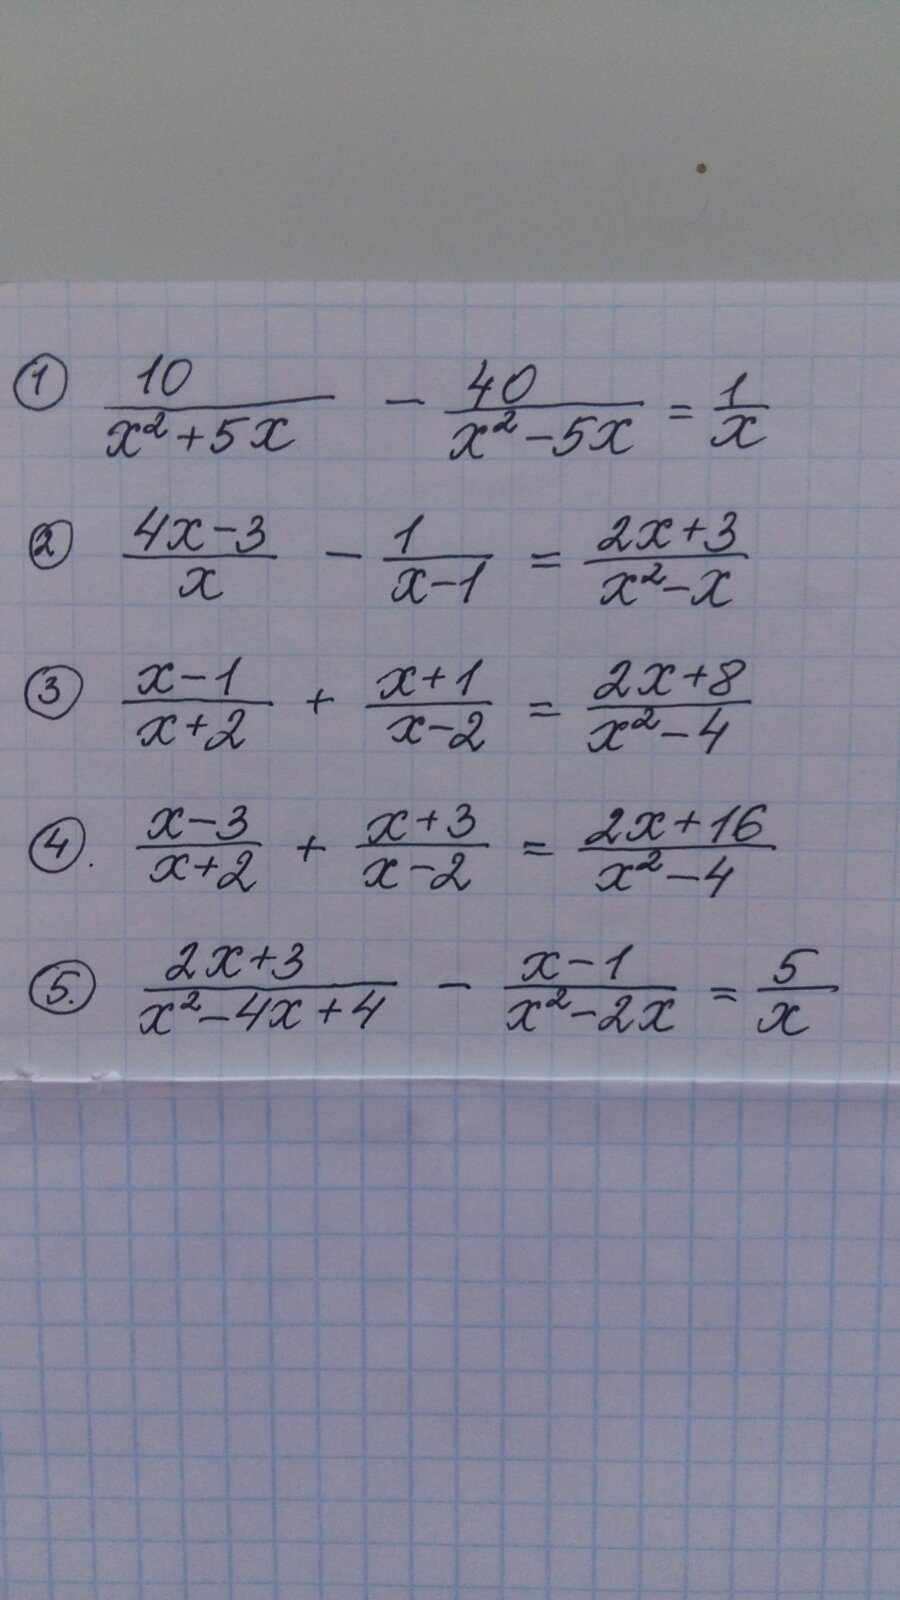 ① 10/(x²+5x) - 40/(x²-5x) = 1/x
② (4x-3)/x - 1/(x-1) = (2x+3)/(x²-x)
③ (x-1)/(x+2) + (x+1)/(x-2) = (2x+8)/(x²-4)
④. (x-3)/(x+2) + (x+3)/(x-2) = (2x+16)/(x²-4)
⑤. (2x+3)/(x²-4x+4) - (x-1)/(x²-2x) = 5/x